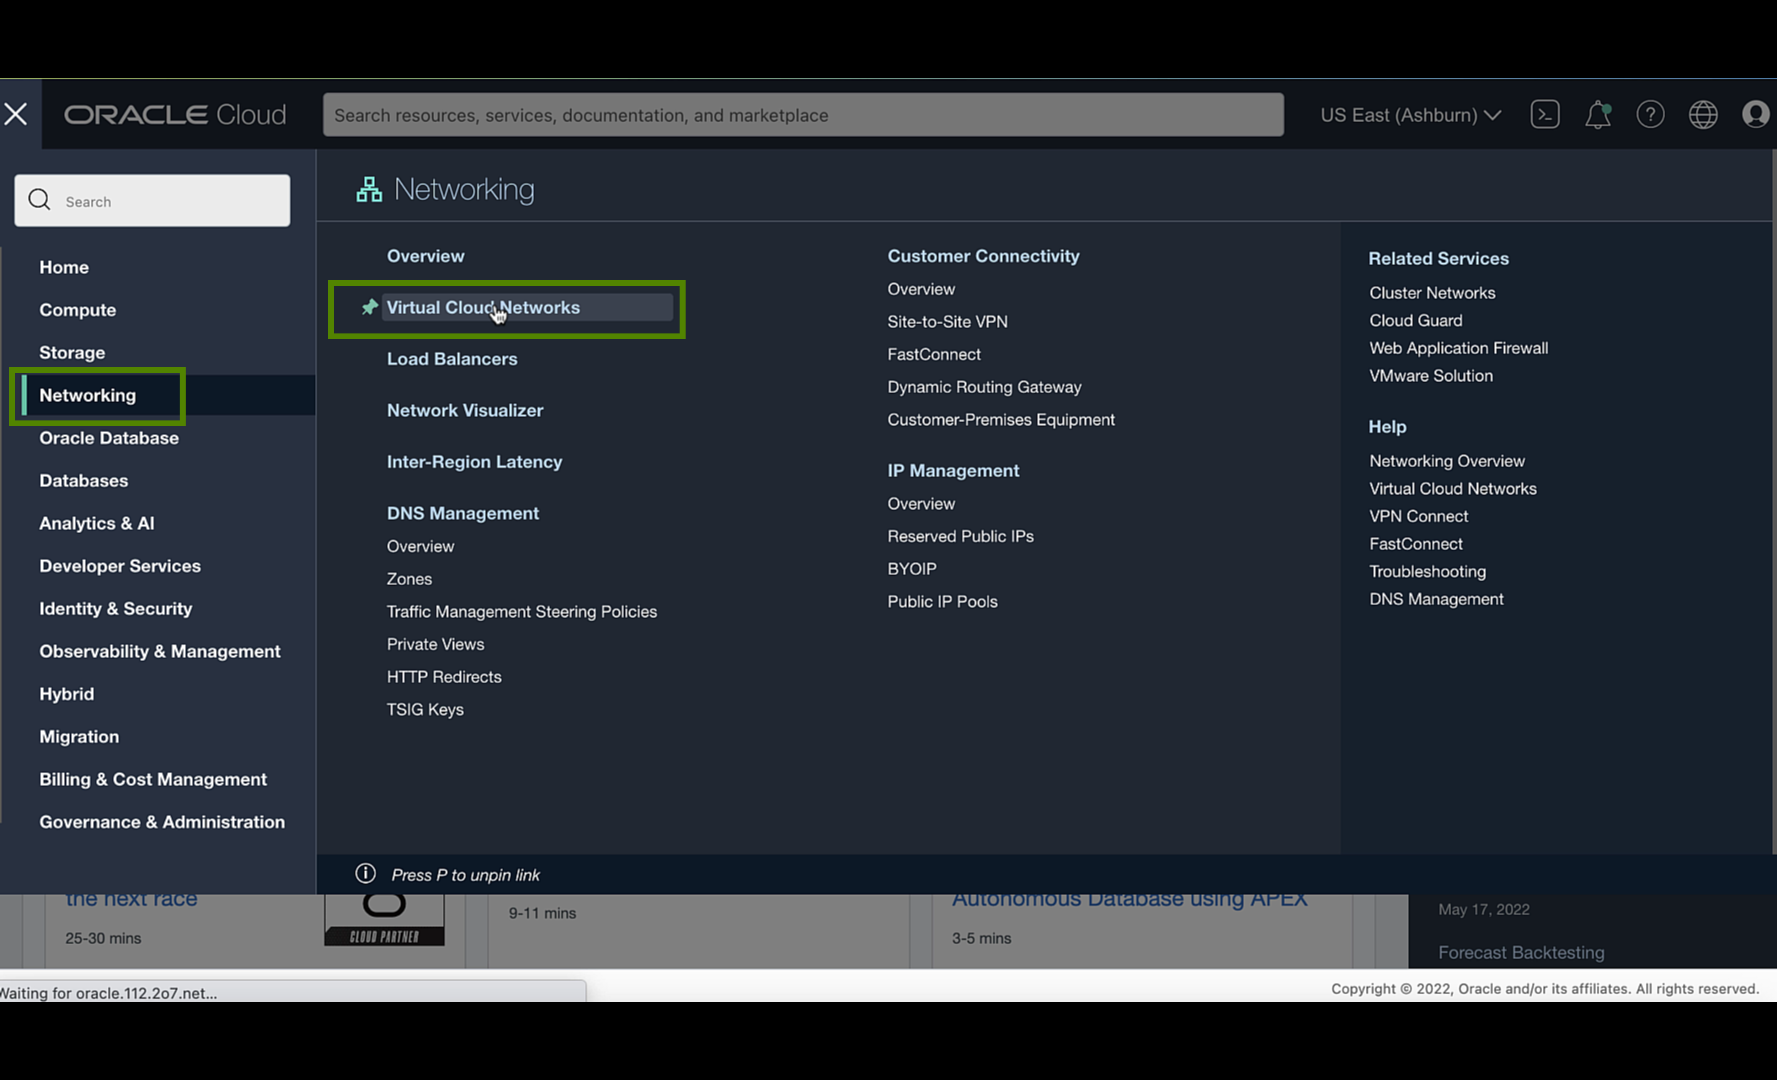 ORACLE Cloud
Search resources, services, documentation, and marketplace
US East (Ashburn)
Search
Home
Compute
Storage
Networking
Oracle Database
Databases
Analytics & AI
Developer Services
Identity & Security
Observability & Management
Hybrid
Migration
Billing & Cost Management
Governance & Administration
Networking
Overview
Virtual Cloud Networks
Load Balancers
Network Visualizer
Inter-Region Latency
DNS Management
Overview
Zones
Traffic Management Steering Policies
Private Views
HTTP Redirects
TSIG Keys
Customer Connectivity
Overview
Site-to-Site VPN
FastConnect
Dynamic Routing Gateway
Customer-Premises Equipment
IP Management
Overview
Reserved Public IPs
BYOIP
Public IP Pools
Related Services
Cluster Networks
Cloud Guard
Web Application Firewall
VMware Solution
Help
Networking Overview
Virtual Cloud Networks
VPN Connect
FastConnect
Troubleshooting
DNS Management
Press P to unpin link
the next race
25-30 mins
CLOUD PARTNER
9-11 mins
Autonomous Database using APEX
3-5 mins
May 17, 2022
Forecast Backtesting
Waiting for oracle.112.2o7.net...
Copyright © 2022, Oracle and/or its affiliates. All rights reserved.